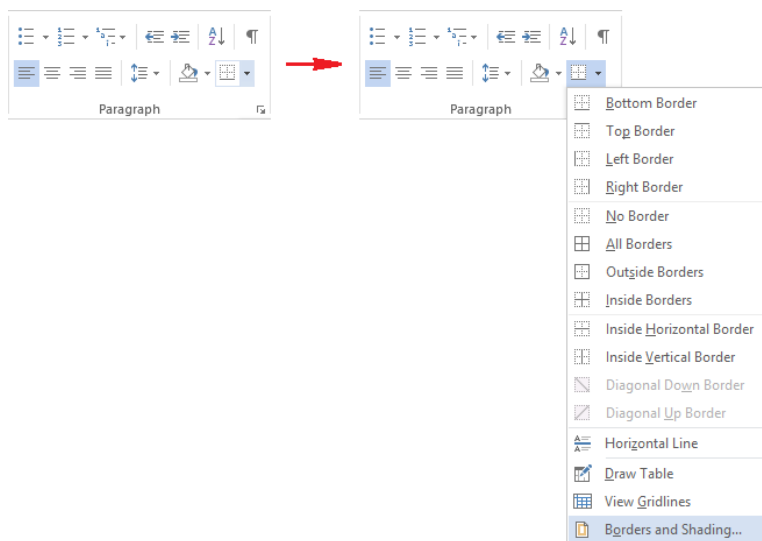 Paragraph
Paragraph
Bottom Border
Top Border
Left Border
Right Border
No Border
All Borders
Outside Borders
Inside Borders
Inside Horizontal Border
Inside Vertical Border
Diagonal Down Border
Diagonal Up Border
Horizontal Line
Draw Table
View Gridlines
Borders and Shading...